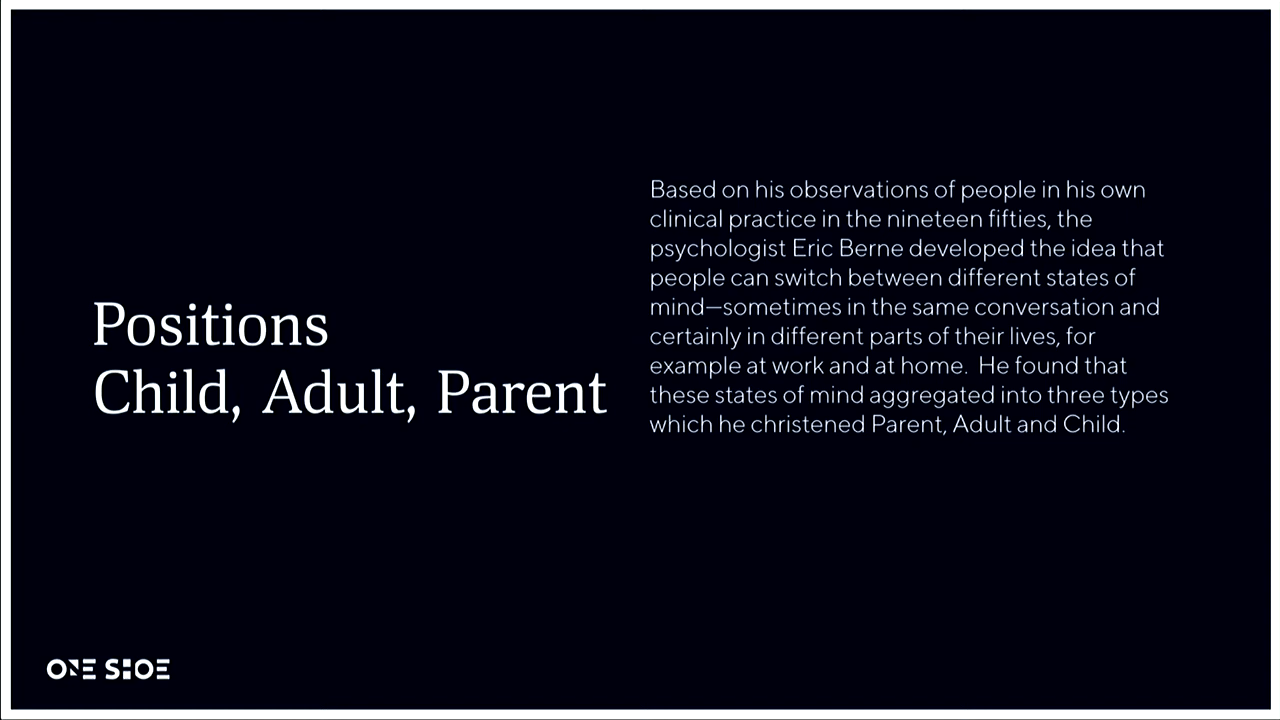 Positions
Child, Adult, Parent
Based on his observations of people in his own
clinical practice in the nineteen fifties, the
psychologist Eric Berne developed the idea that
people can switch between different states of
mind—sometimes in the same conversation and
certainly in different parts of their lives, for
example at work and at home.  He found that
these states of mind aggregated into three types
which he christened Parent, Adult and Child.
ONE SHOE